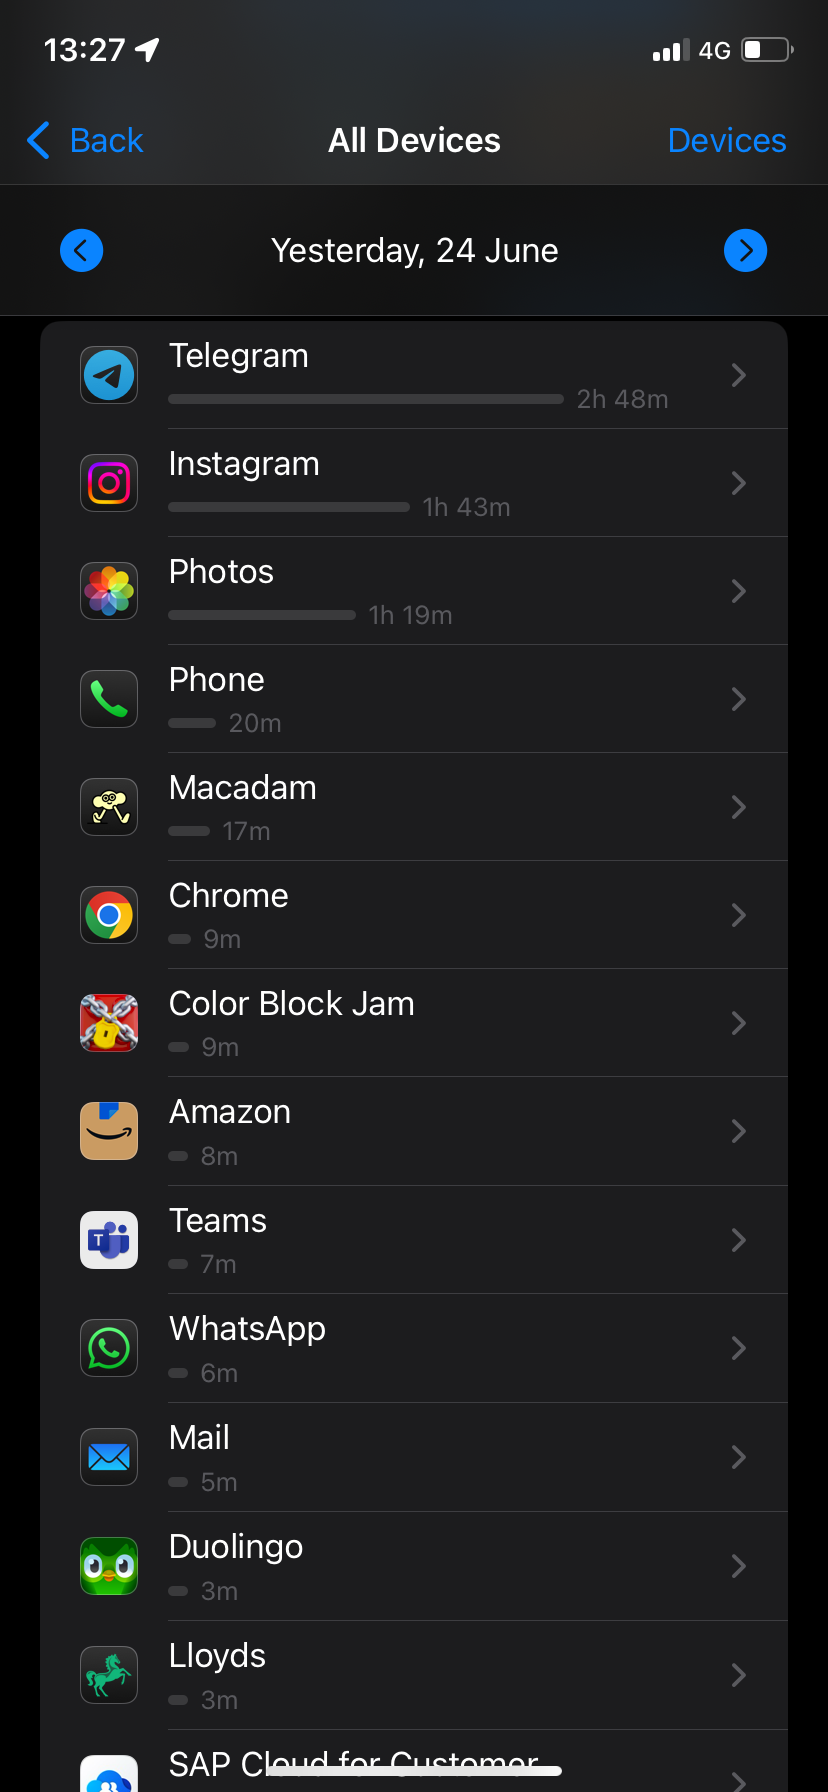 13:27
4G
Back
All Devices
Devices
Yesterday, 24 June
Telegram
2h 48m
Instagram
1h 43m
Photos
1h 19m
Phone
20m
Macadam
17m
Chrome
9m
Color Block Jam
9m
Amazon
8m
T
Teams
7m
WhatsApp
6m
Mail
5m
Duolingo
3m
Lloyds
3m
SAP Cloud for Customer